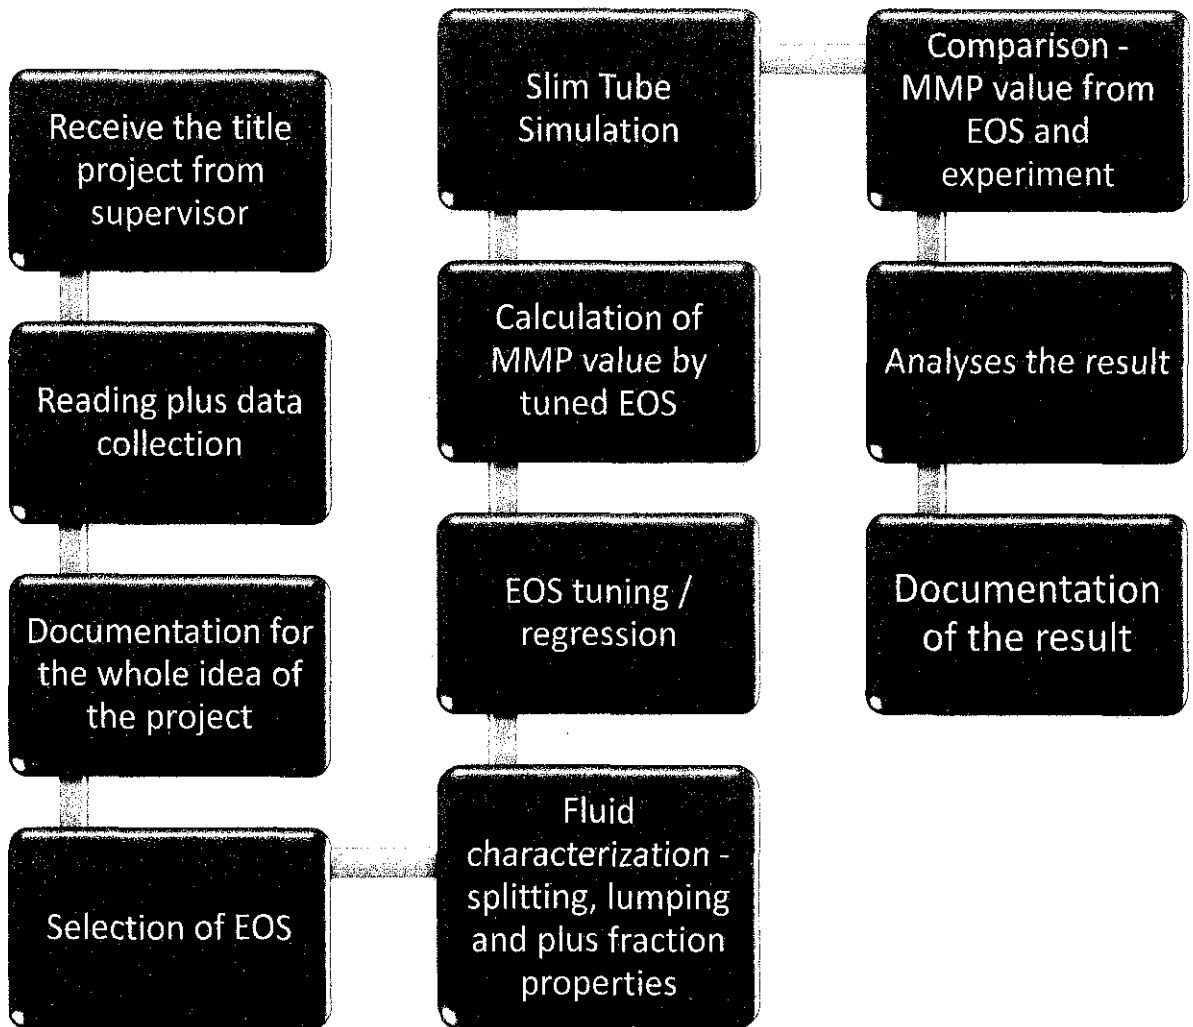 Receive the title
project from
supervisor
Reading plus data
collection
Documentation for
the whole idea of
the project
Selection of EOS
Fluid
characterization -
splitting, lumping
and plus fraction
properties
EOS tuning /
regression
Calculation of
MMP value by
tuned EOS
Slim Tube
Simulation
Comparison -
MMP value from
EOS and
experiment
Analyses the result
Documentation
of the result